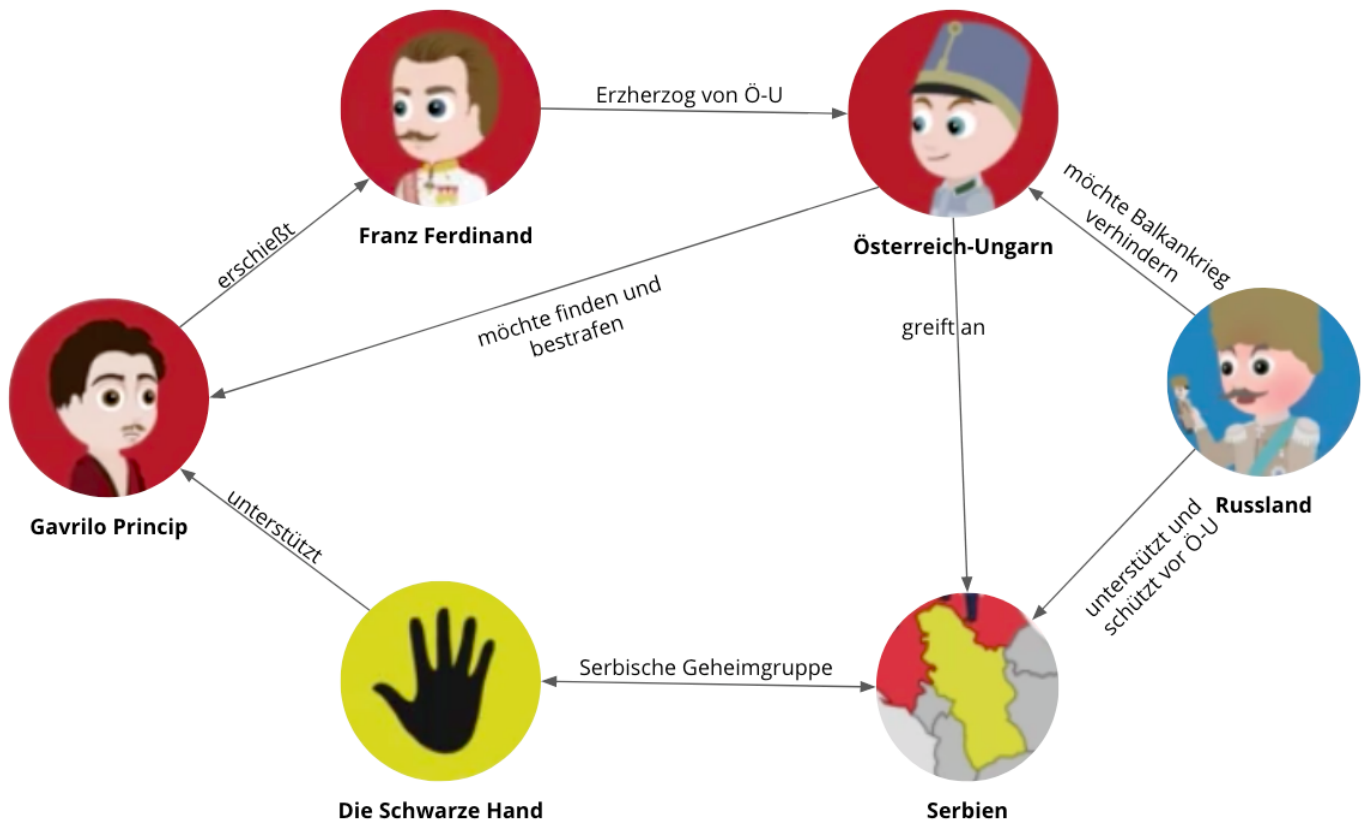 Erzherzog von Ö-U
Franz Ferdinand
Österreich-Ungarn
möchte Balkankrieg
verhindern
erschießt
möchte finden und
bestrafen
greift an
Gavrilo Princip
Russland
unterstützt
unterstützt und
schützt vor Ö-U
Serbische Geheimgruppe
Die Schwarze Hand
Serbien